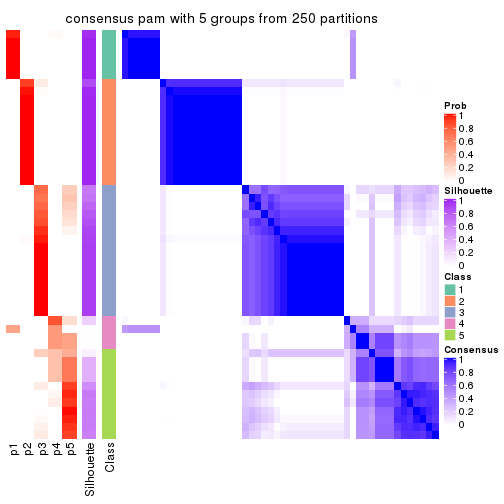 consensus pam with 5 groups from 250 partitions
Prob
1
0.8
0.6
0.4
0.2
0
Silhouette
1
0.8
0.6
0.4
0.2
0
Class
1
2
3
4
5
Consensus
1
0.8
0.6
0.4
0.2
0
p1
p2
p3
p4
p5
Silhouette
Class